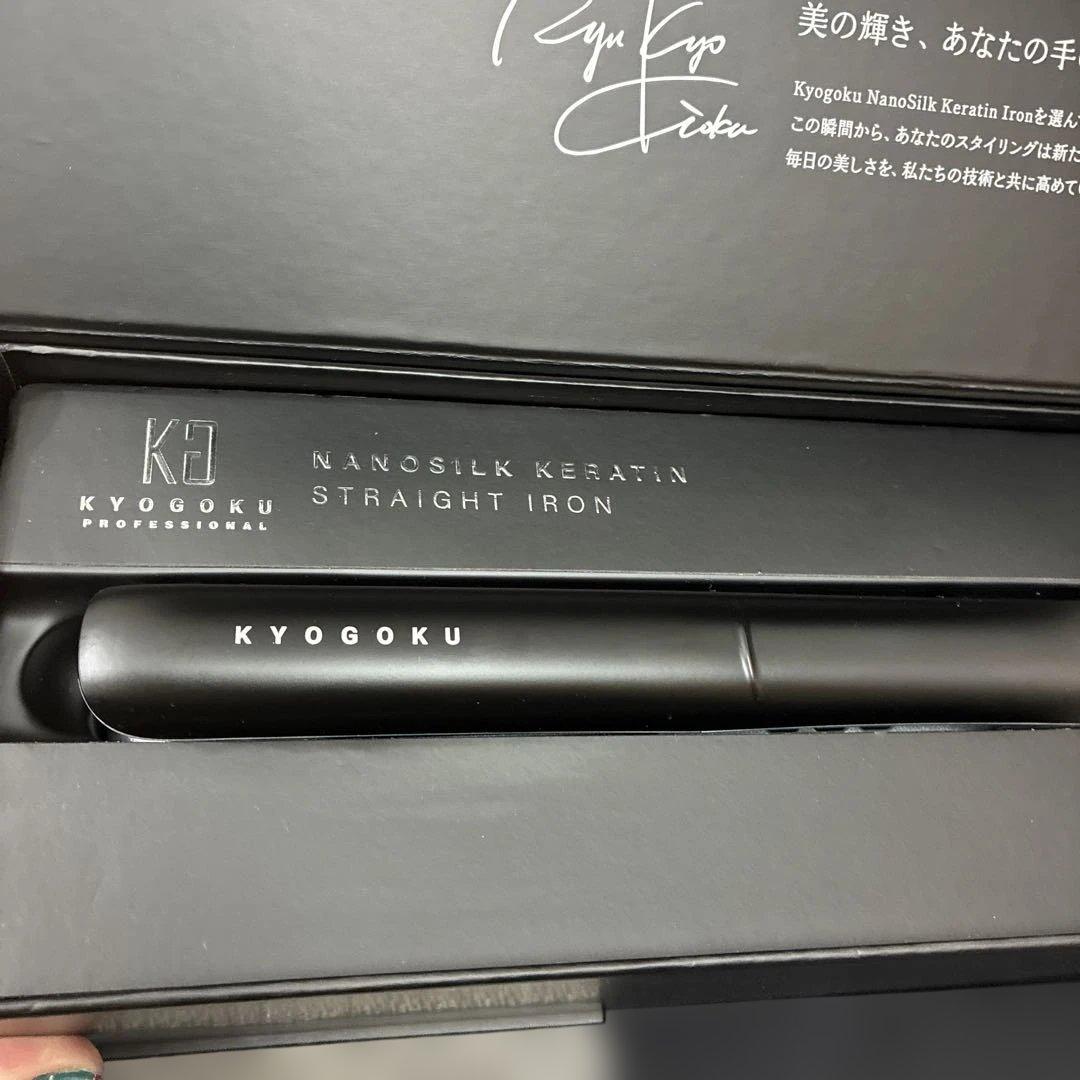 Ryu Kyo
Gioku
美の輝き、あなたの手
Kyogoku NanoSilk Keratin Ironを選ん
この瞬間から、あなたのスタイリングは新た
毎日の美しさを、私たちの技術と共に高めて
KG
KYOGOKU
PROFESSIONAL
NANOSILK KERATIN
STRAIGHT IRON
KYOGOKU